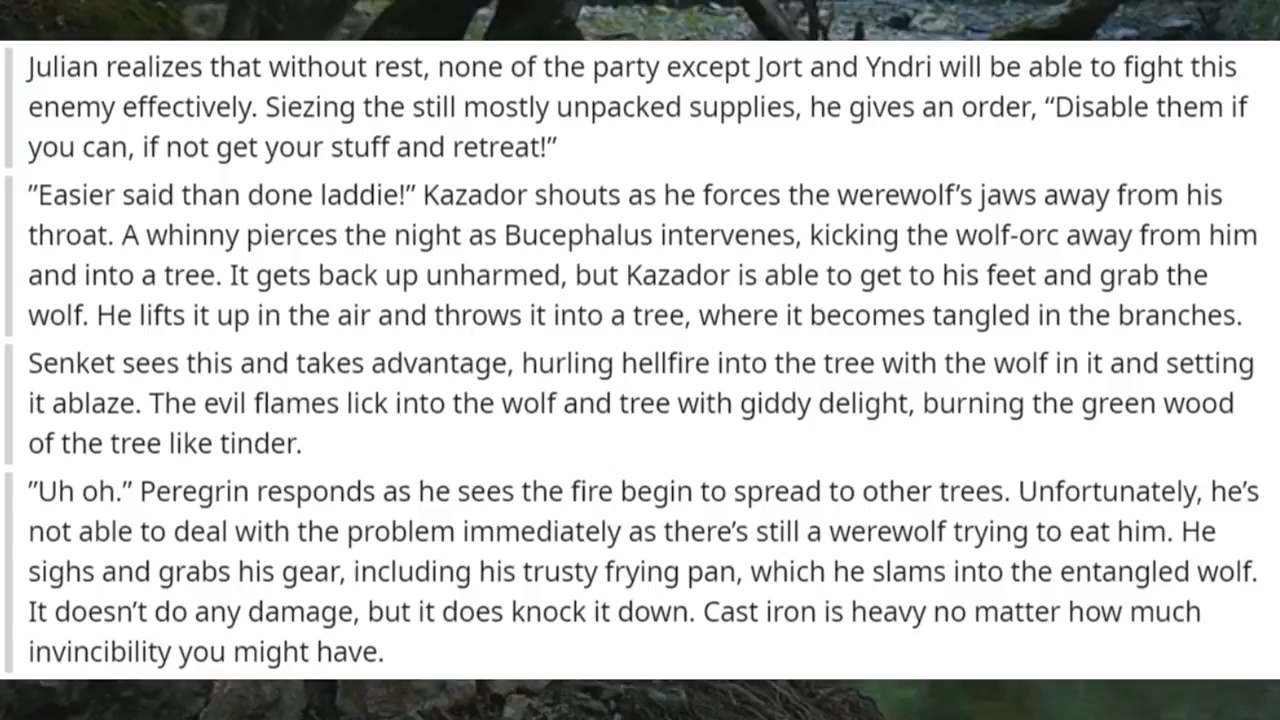 Julian realizes that without rest, none of the party except Jort and Yndri will be able to fight this
enemy effectively. Siezing the still mostly unpacked supplies, he gives an order, “Disable them if
you can, if not get your stuff and retreat!”
”Easier said than done laddie!” Kazador shouts as he forces the werewolf’s jaws away from his
throat. A whinny pierces the night as Bucephalus intervenes, kicking the wolf-orc away from him
and into a tree. It gets back up unharmed, but Kazador is able to get to his feet and grab the
wolf. He lifts it up in the air and throws it into a tree, where it becomes tangled in the branches.
Senket sees this and takes advantage, hurling hellfire into the tree with the wolf in it and setting
it ablaze. The evil flames lick into the wolf and tree with giddy delight, burning the green wood
of the tree like tinder.
”Uh oh.” Peregrin responds as he sees the fire begin to spread to other trees. Unfortunately, he’s
not able to deal with the problem immediately as there’s still a werewolf trying to eat him. He
sighs and grabs his gear, including his trusty frying pan, which he slams into the entangled wolf.
It doesn’t do any damage, but it does knock it down. Cast iron is heavy no matter how much
invincibility you might have.